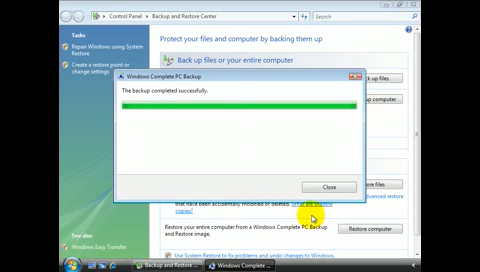 Control Panel ▸ Backup and Restore Center
Search
Tasks
Repair Windows using System
Restore
Create a restore point or
change settings
Protect your files and computer by backing them up
Back up files or your entire computer
ck up files
up computer
Windows Complete PC Backup
The backup completed successfully.
Close
ore files
dvanced restore
that have been accidentally modified or deleted.
copies?
Restore your entire computer from a Windows Complete PC Backup
and Restore image.
Restore computer
See also
Windows Easy Transfer
Use System Restore to fix problems and undo changes to Windows.
Backup and Restore ...
Windows Complete ...